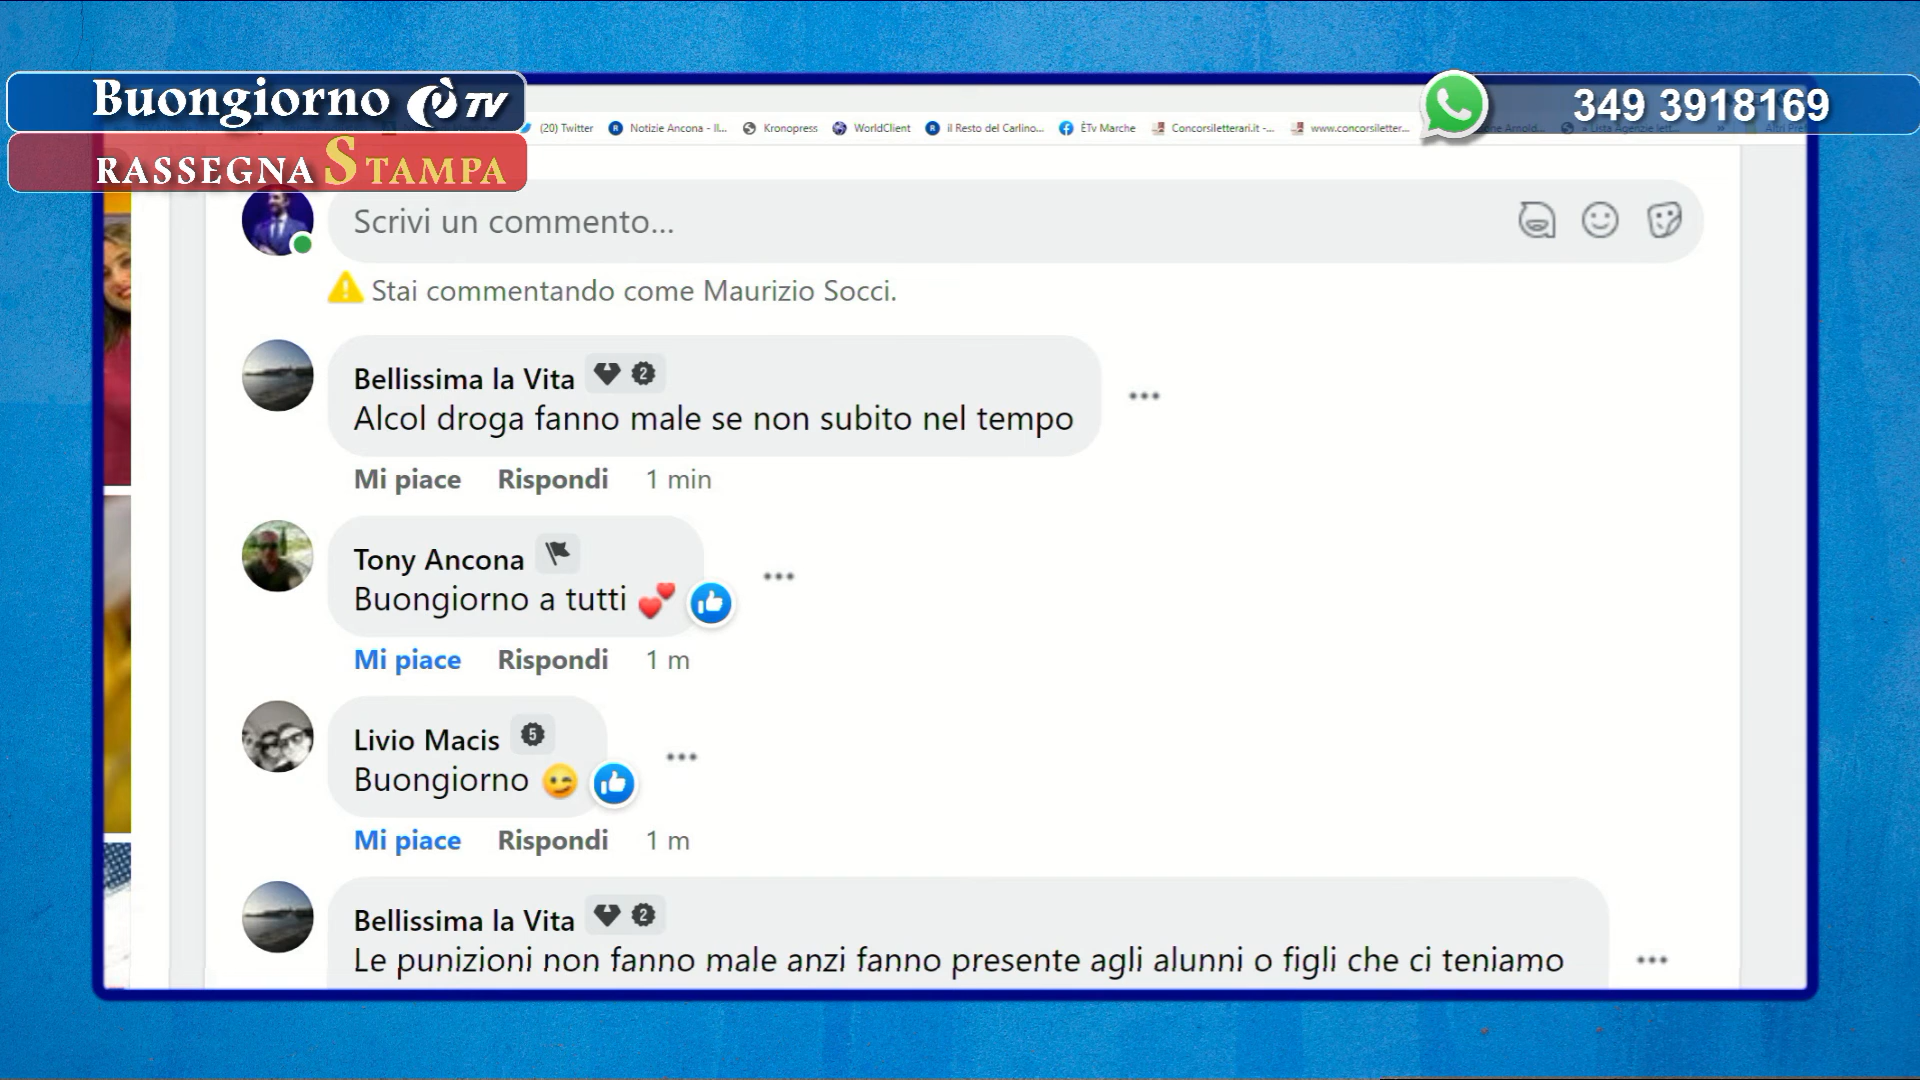 Buongiorno èTV
RASSEGNA STAMPA
349 3918169
(20) Twitter Notizie Ancona - Il... Kronopress WorldClient il Resto del Carlino... ÈTv Marche Concorsiletterari.it -... www.concorsiletter...
Scrivi un commento...
Stai commentando come Maurizio Socci.
Bellissima la Vita 2
Alcol droga fanno male se non subito nel tempo
Mi piace Rispondi 1 min
Tony Ancona
Buongiorno a tutti 💕
Mi piace Rispondi 1 m
Livio Macis 5
Buongiorno 😉
Mi piace Rispondi 1 m
Bellissima la Vita 2
Le punizioni non fanno male anzi fanno presente agli alunni o figli che ci teniamo